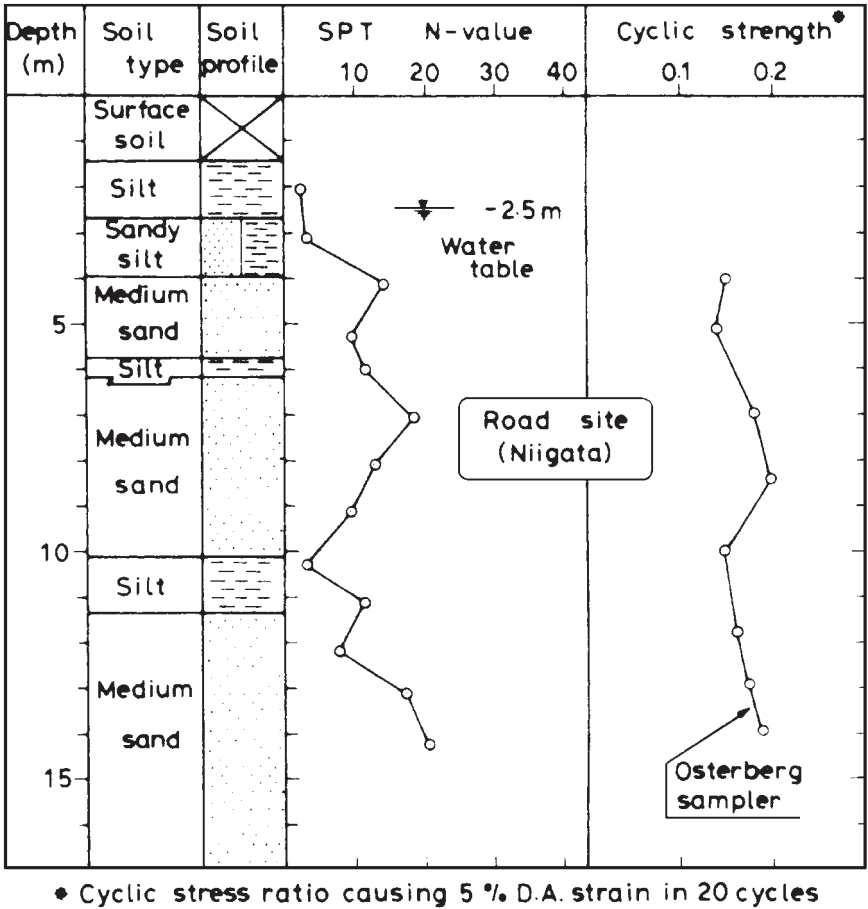 Depth
(m)
Soil
type
Soil
profile
SPT N-value
10 20 30 40
Cyclic strength*
0.1 0.2
Surface
soil
Silt
-2.5m
Water
table
Sandy
silt
Medium
sand
5
Silt
Road site
(Niigata)
Medium
sand
10
Silt
Medium
sand
15
Osterberg
sampler
* Cyclic stress ratio causing 5 % D.A. strain in 20 cycles